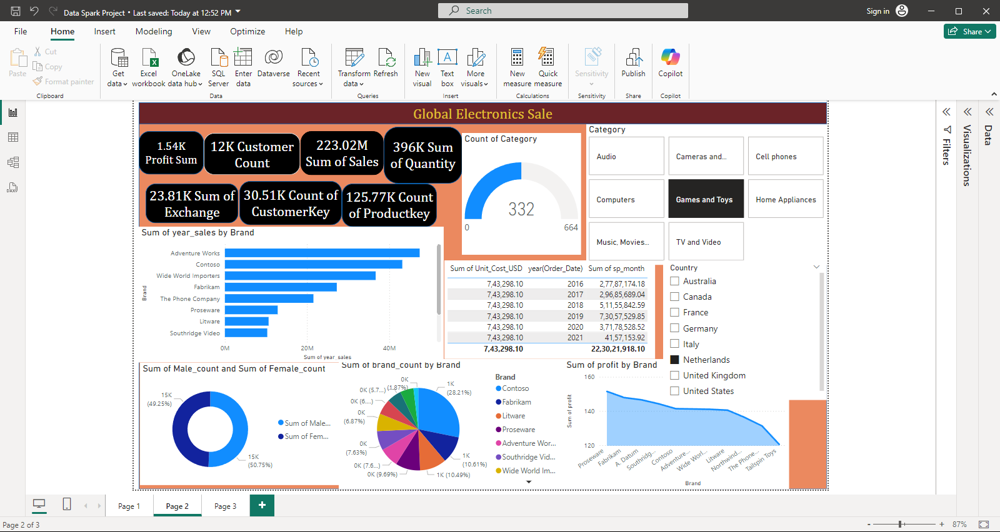 Data Spark Project • Last saved: Today at 12:52 PM
Search
Sign in
File
Home
Insert
Modeling
View
Optimize
Help
Share
Paste
Cut
Copy
Format painter
Clipboard
Get data
Excel workbook
OneLake data hub
SQL Server
Enter data
Dataverse
Recent sources
Data
Transform data
Refresh
Queries
New visual
Text box
More visuals
Insert
New measure
Quick measure
Calculations
Sensitivity
Sensitivity
Publish
Share
Copilot
Copilot
Global Electronics Sale
1.54K
Profit Sum
12K Customer
Count
223.02M
Sum of Sales
396K Sum
of Quantity
23.81K Sum of
Exchange
30.51K Count of
CustomerKey
125.77K Count
of Productkey
Count of Category
332
0
664
Category
Audio
Cameras and...
Cell phones
Computers
Games and Toys
Home Appliances
Music, Movies...
TV and Video
Sum of year_sales by Brand
Brand
Adventure Works
Contoso
Wide World Importers
Fabrikam
The Phone Company
Proseware
Litware
Southridge Video
0M
20M
40M
Sum of year_sales
Sum of Unit_Cost_USD year(Order_Date) Sum of sp_month
7,43,298.10 2016 2,77,87,174.18
7,43,298.10 2017 2,96,85,689.04
7,43,298.10 2018 5,11,55,842.59
7,43,298.10 2019 7,30,57,529.85
7,43,298.10 2020 3,71,78,528.52
7,43,298.10 2021 41,57,153.92
7,43,298.10 22,30,21,918.10
Country
Australia
Canada
France
Germany
Italy
Netherlands
United Kingdom
United States
Sum of Male_count and Sum of Female_count
15K
(49.25%)
15K
(50.75%)
Sum of Male...
Sum of Fem...
Sum of brand_count by Brand
0K
(1.87%)
0K (5.7...)
0K (6....)
0K
(6.87%)
0K
(7.63%)
0K (7.6...)
0K (9.69%)
1K (10.49%)
1K
(10.61%)
1K
(28.21%)
Brand
Contoso
Fabrikam
Litware
Proseware
Adventure Wor...
Southridge Vid...
Wide World Im...
Sum of profit by Brand
Sum of profit
160
140
120
Proseware
Fabrikam
A. Datum
Southridg...
Contoso
Adventure...
Wide Worl...
Litware
Northwind...
The Phone...
Tailspin Toys
Brand
Filters
Visualizations
Data
DAX
Page 1
Page 2
Page 3
+
Page 2 of 3
- + 87%